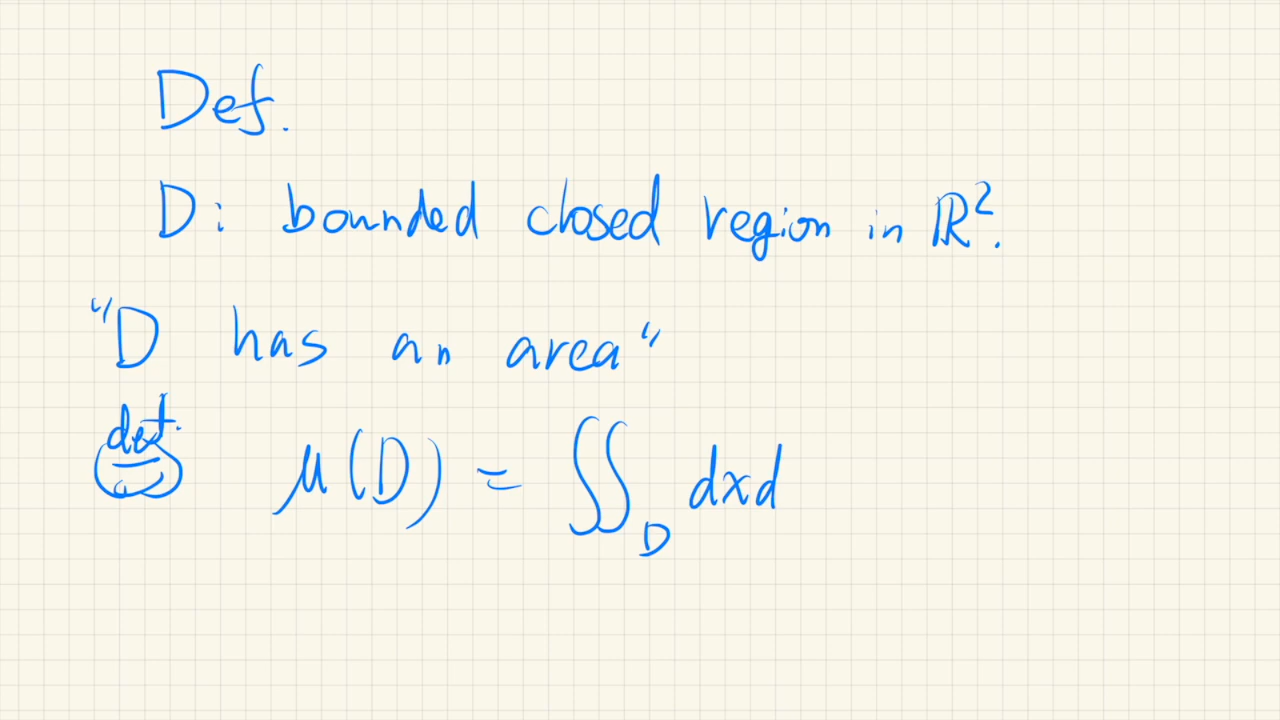 Def.
D: bounded closed region in ℝ².
"D has an area"
def. μ(D) = ∬_D dxd